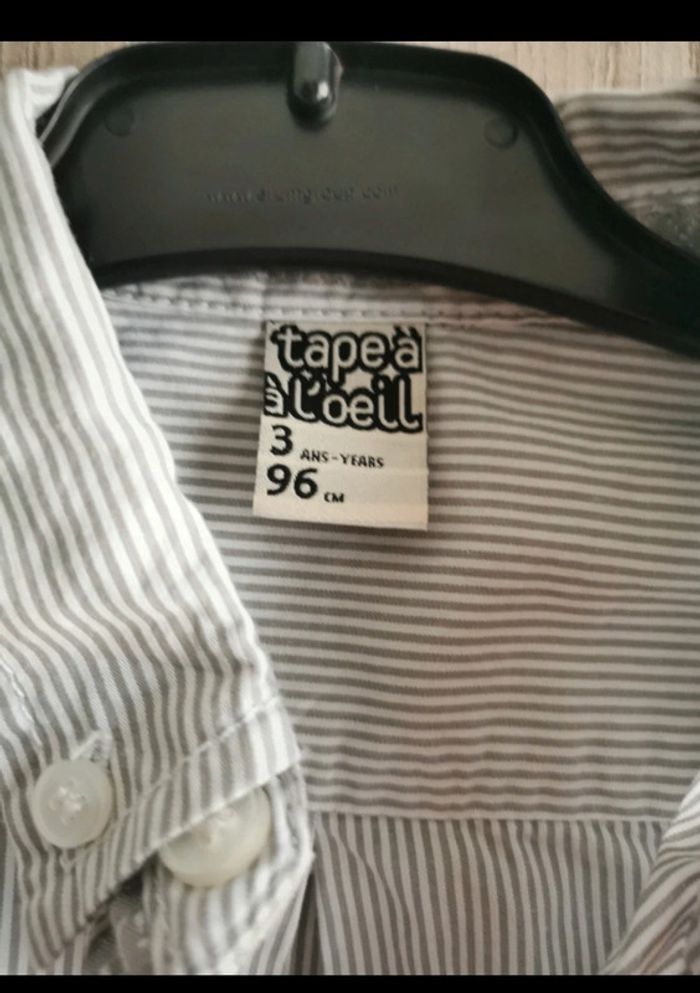 tape à
à l'oeil
3 ANS-YEARS
96 CM